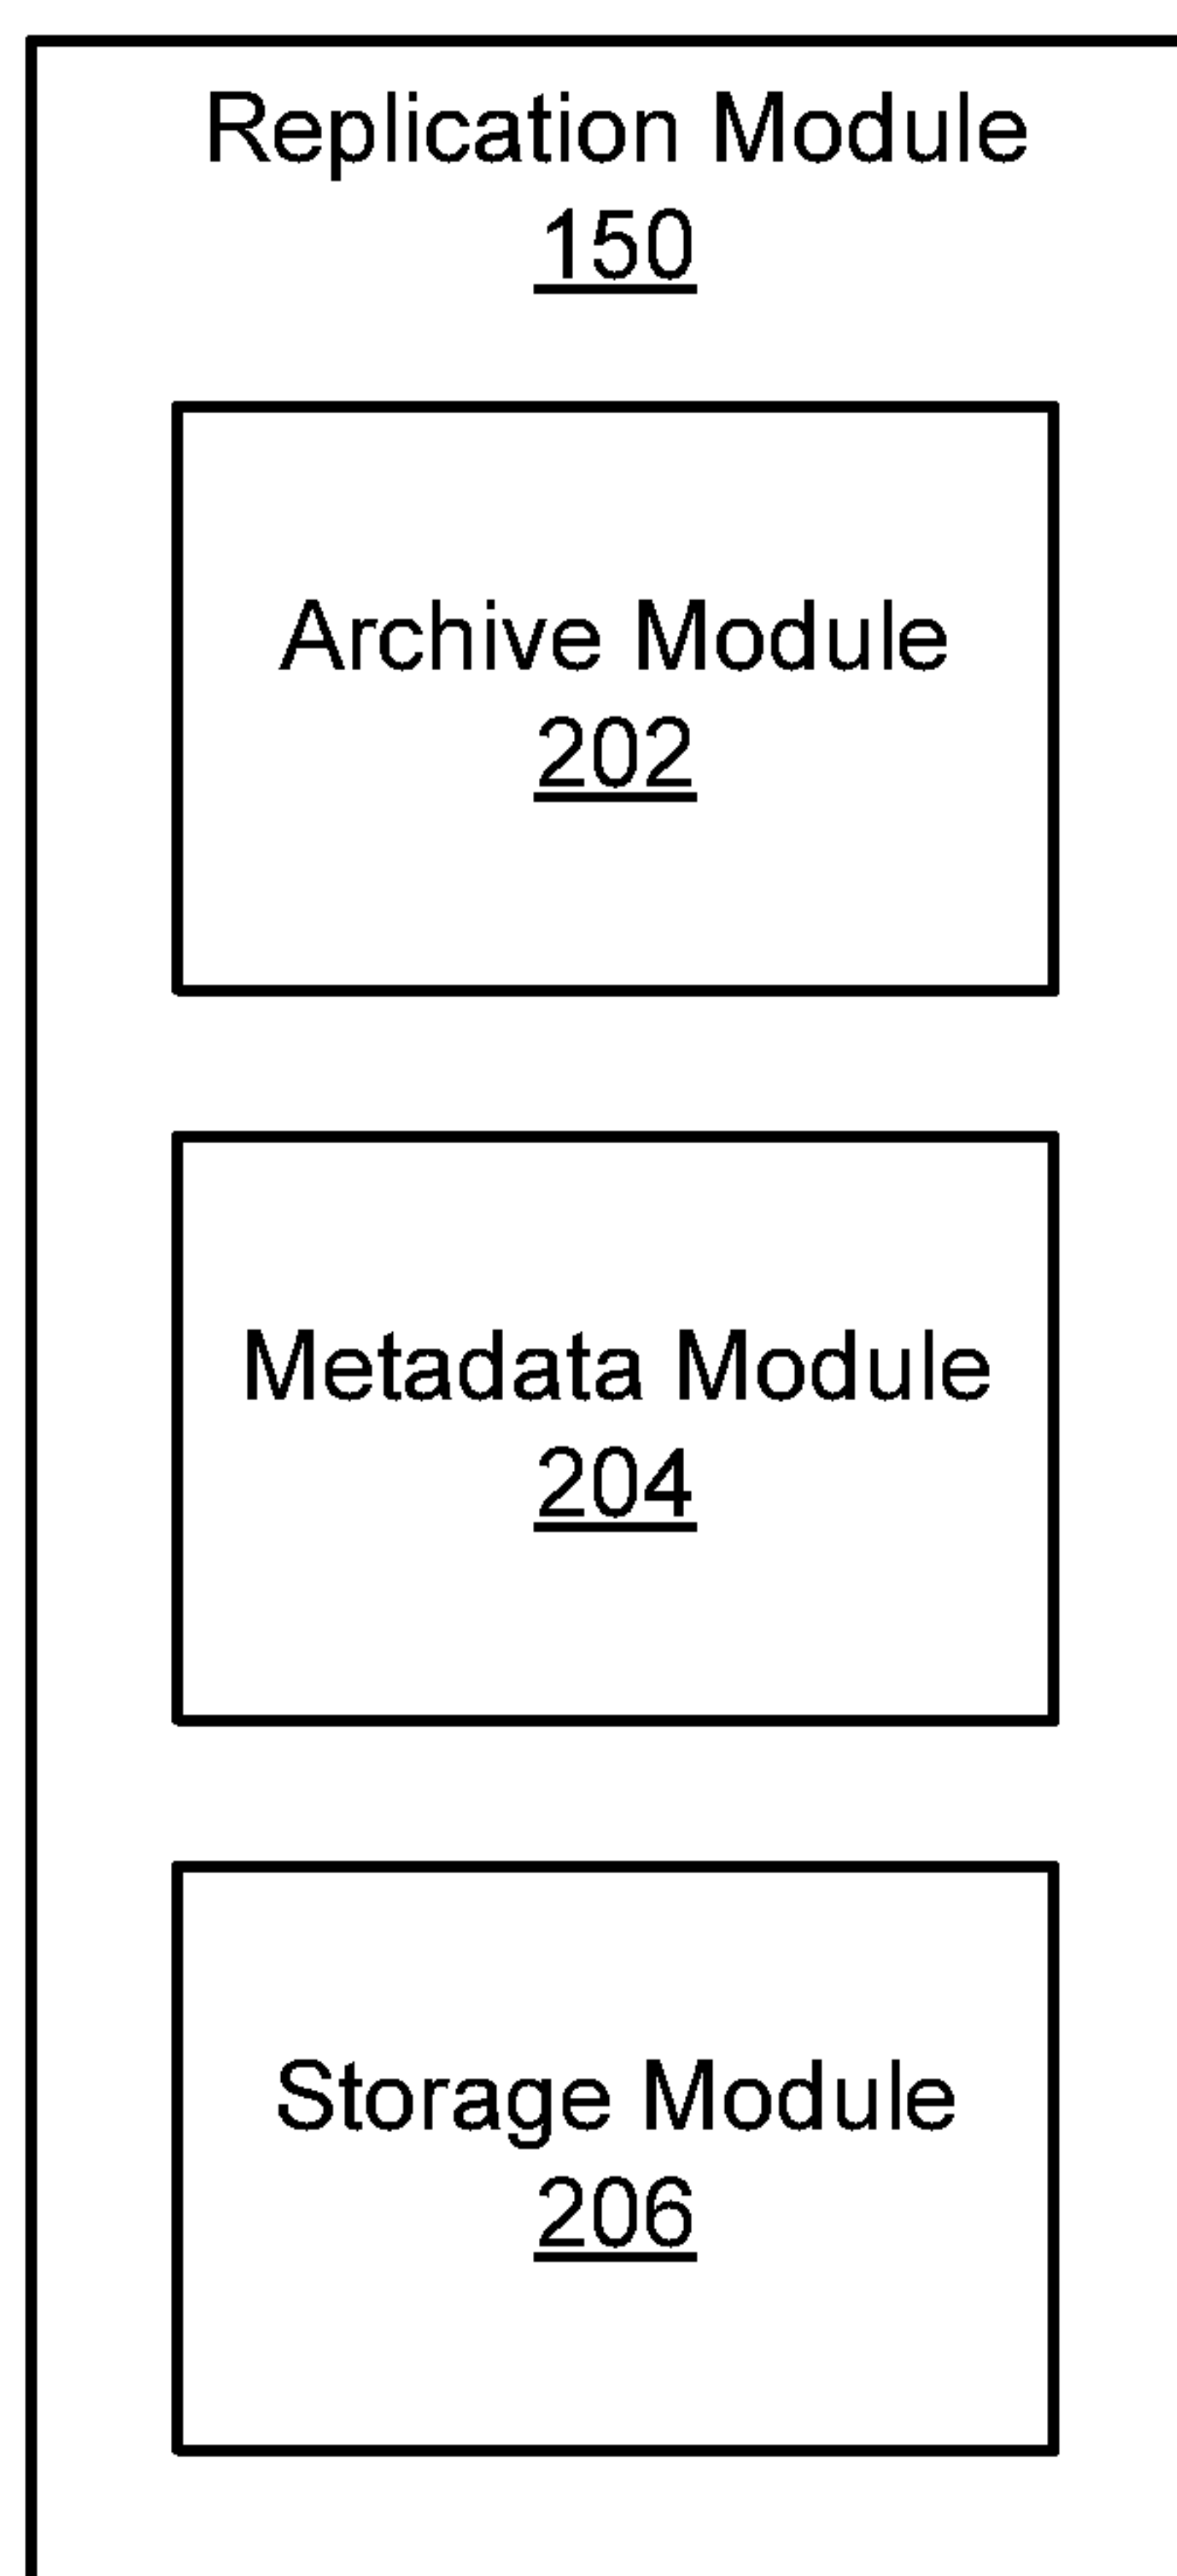 Replication Module
150
Archive Module
202
Metadata Module
204
Storage Module
206